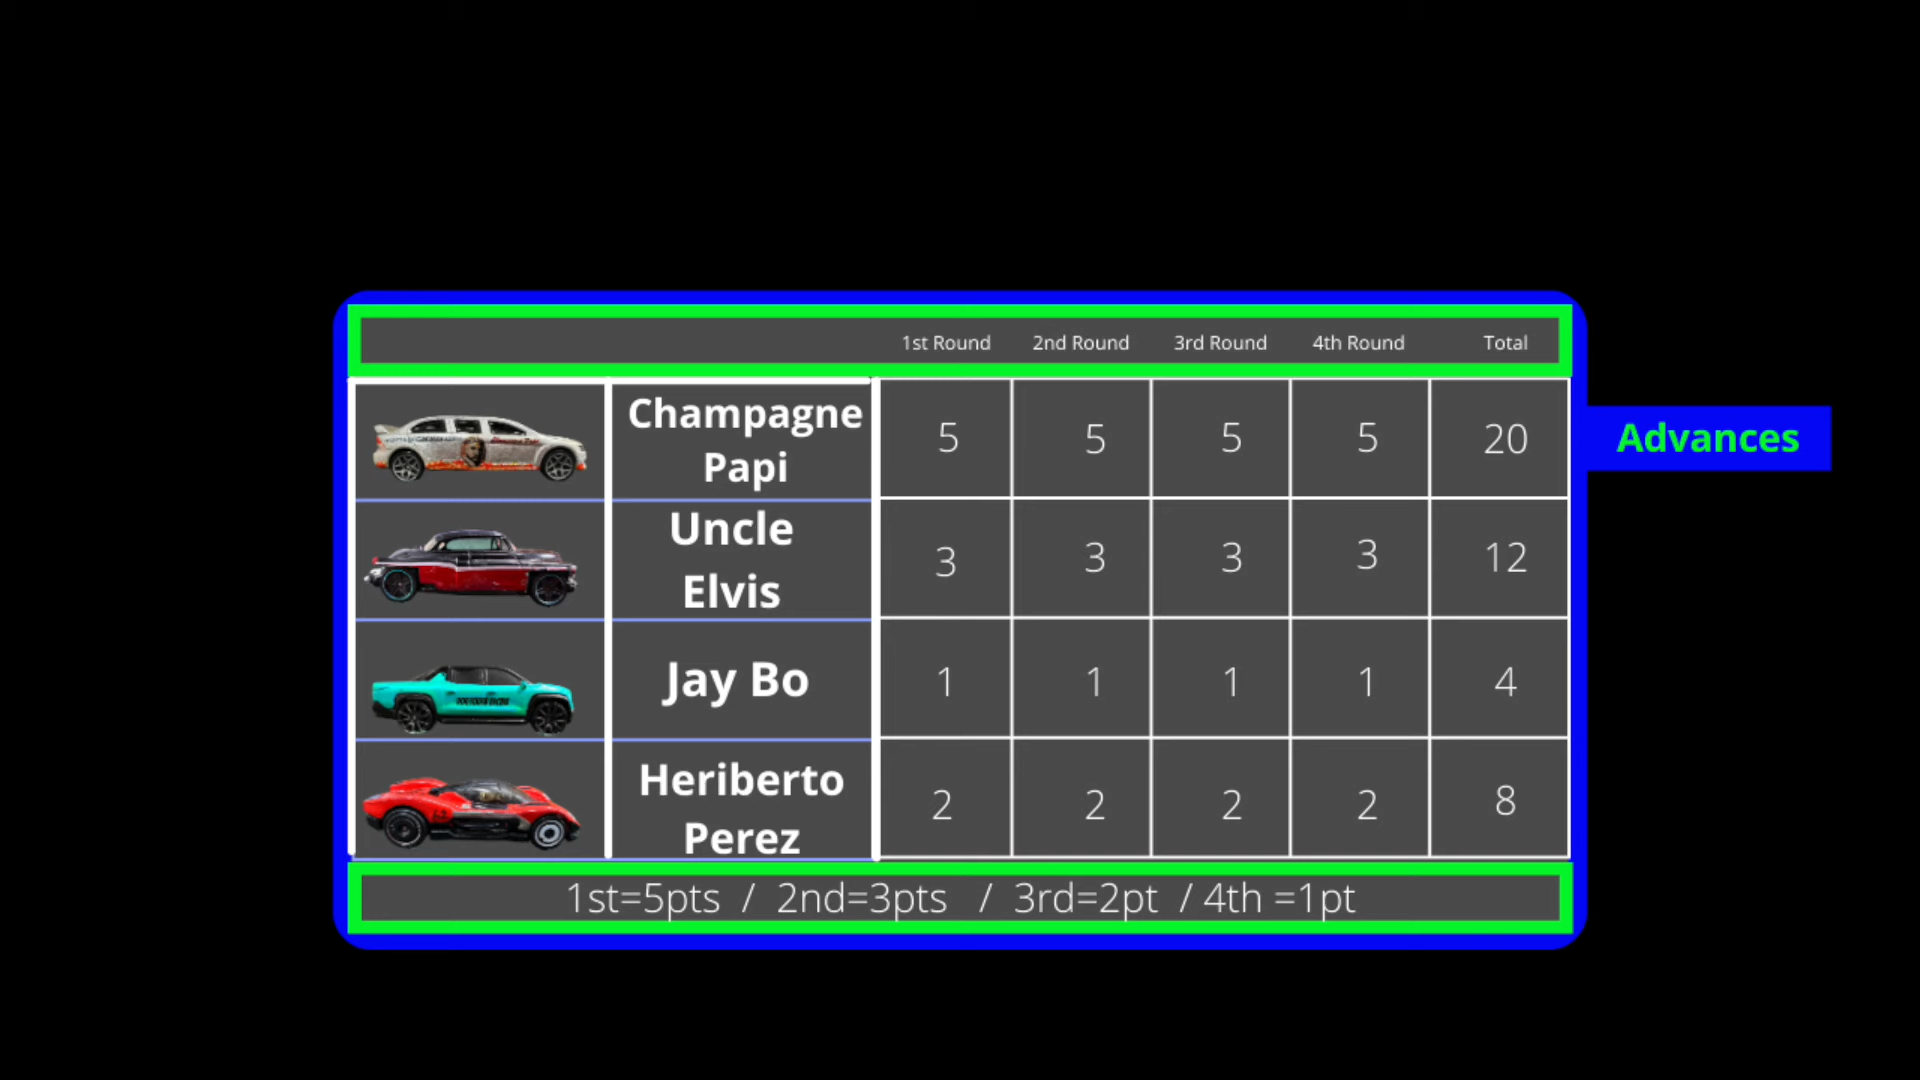 1st Round 2nd Round 3rd Round 4th Round Total
Champagne
Papi
5 5 5 5 20
Advances
Uncle
Elvis
3 3 3 3 12
Jay Bo
1 1 1 1 4
Heriberto
Perez
2 2 2 2 8
1st=5pts / 2nd=3pts / 3rd=2pt / 4th =1pt